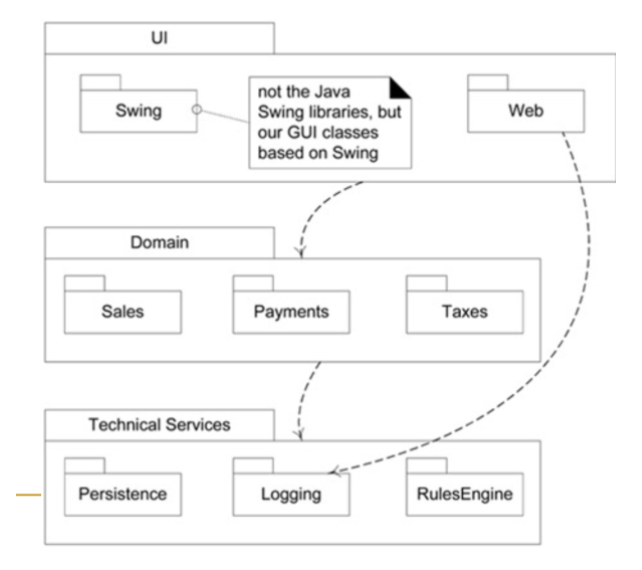 UI
Swing
not the Java
Swing libraries, but
our GUI classes
based on Swing
Web
Domain
Sales
Payments
Taxes
Technical Services
Persistence
Logging
RulesEngine